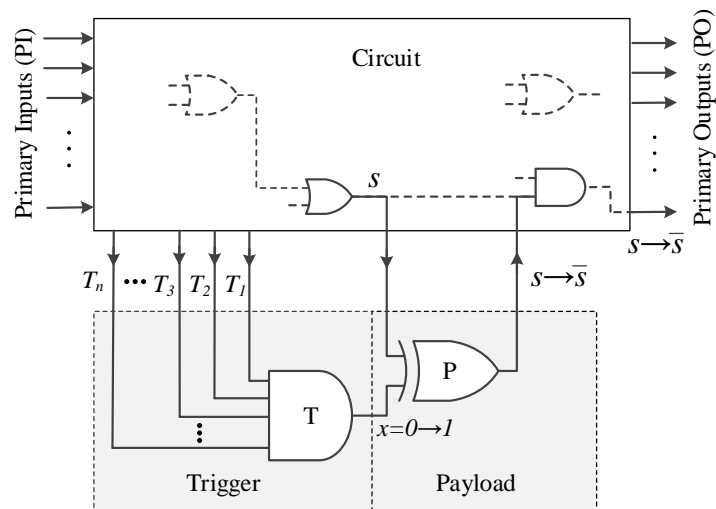 Primary Inputs (PI)
Circuit
Primary Outputs (PO)
s
s→s̅
Tₙ ••• T₃ T₂ T₁
s→s̅
P
T
x=0→1
Trigger
Payload